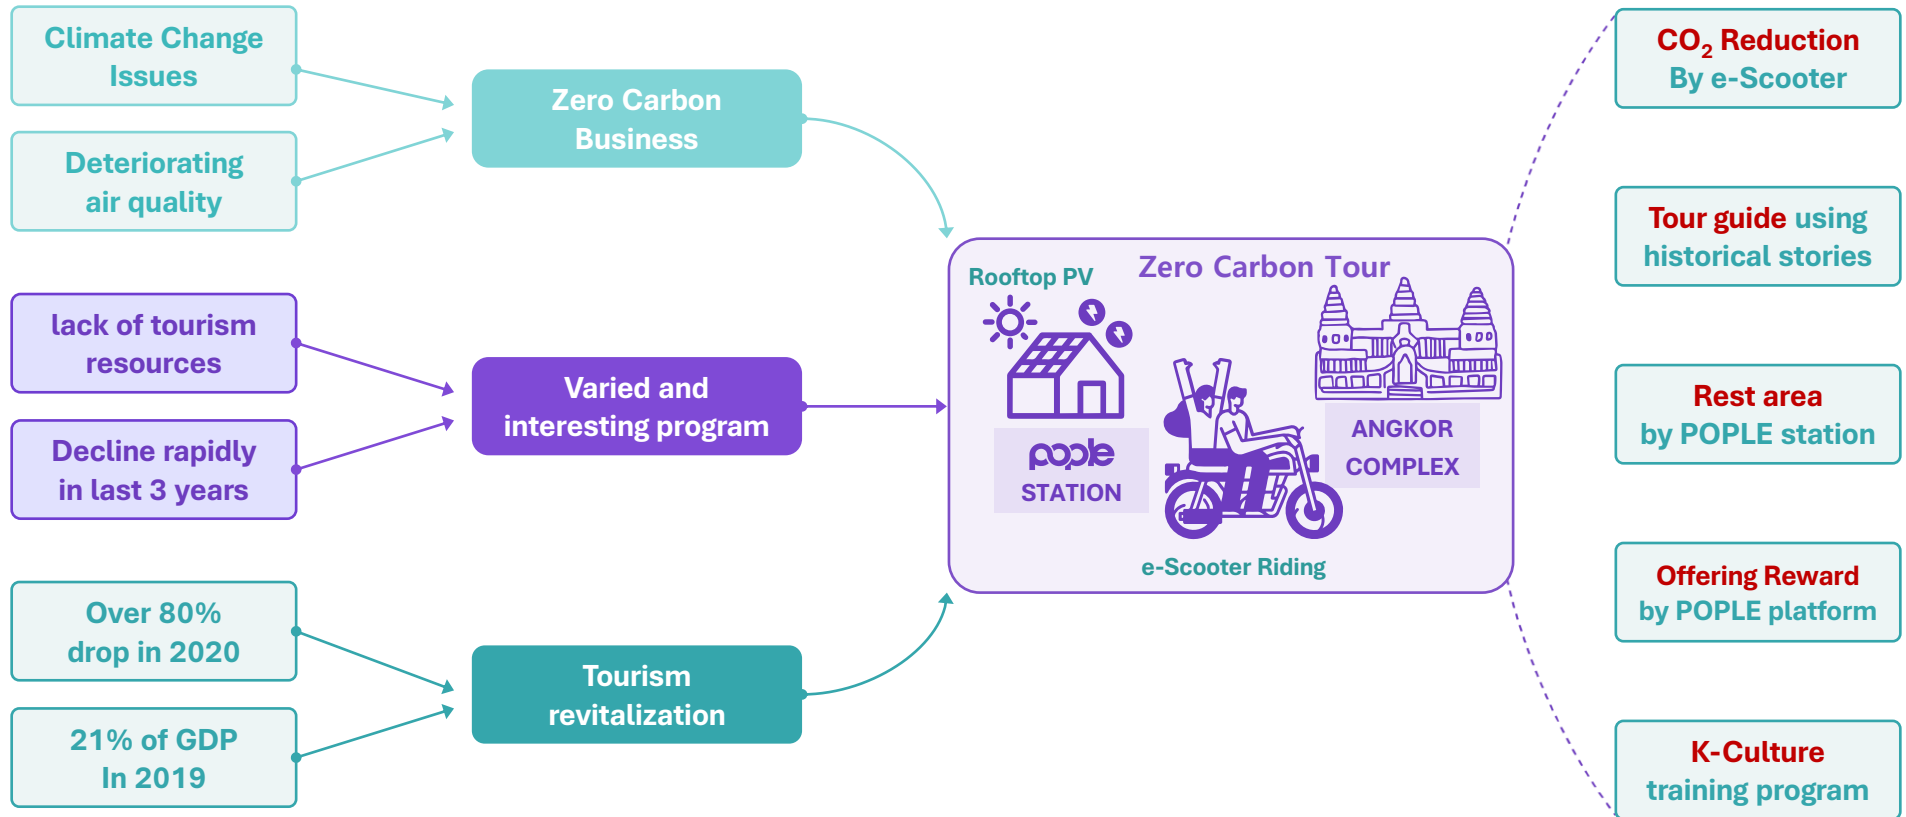 Climate Change
Issues
Deteriorating
air quality
lack of tourism
resources
Decline rapidly
in last 3 years
Over 80%
drop in 2020
21% of GDP
In 2019
Zero Carbon
Business
Varied and
interesting program
Tourism
revitalization
Zero Carbon Tour
Rooftop PV
pople
STATION
ANGKOR
COMPLEX
e-Scooter Riding
CO₂ Reduction
By e-Scooter
Tour guide using
historical stories
Rest area
by POPLE station
Offering Reward
by POPLE platform
K-Culture
training program